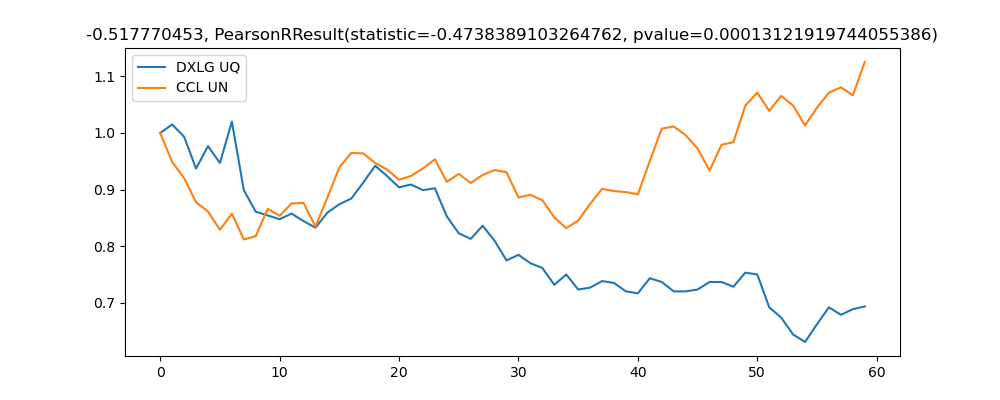 -0.517770453, PearsonRResult(statistic=-0.4738389103264762, pvalue=0.00013121919744055386)
DXLG UQ
CCL UN
1.1
1.0
0.9
0.8
0.7
0 10 20 30 40 50 60